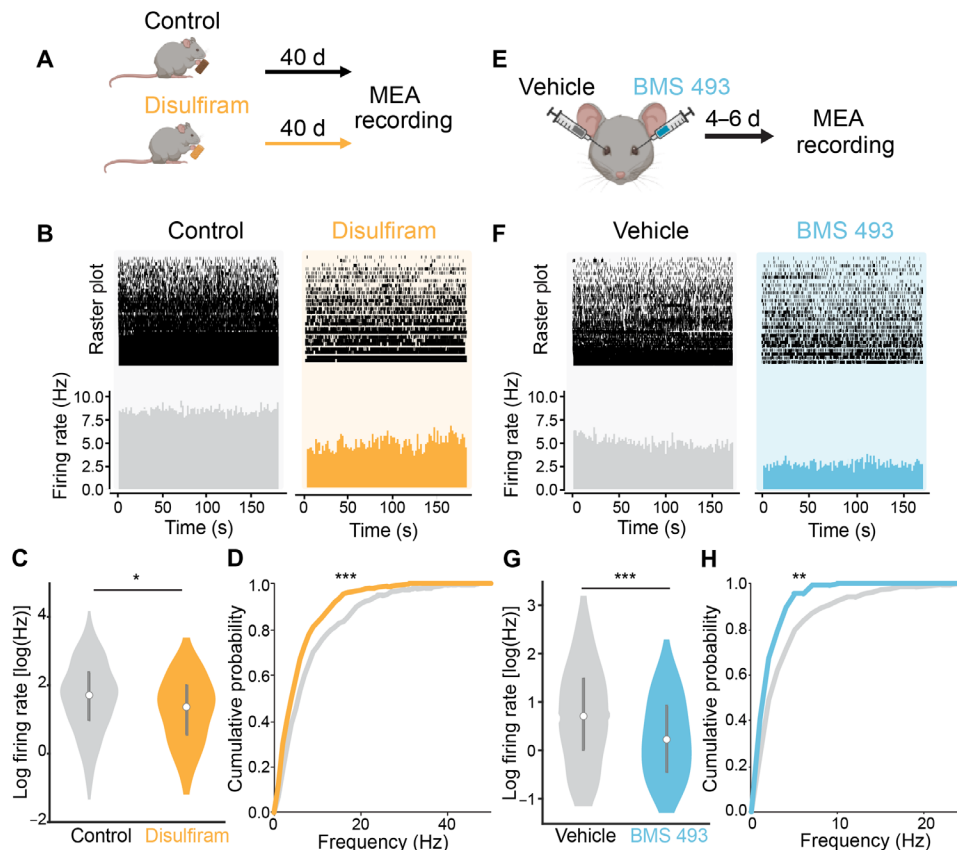 A
Control
40 d
Disulfiram
40 d
MEA
recording
E
Vehicle
BMS 493
4–6 d
MEA
recording
B
Control
Disulfiram
Raster plot
Firing rate (Hz)
10.0
7.5
5.0
2.5
0.0
0 50 100 150
Time (s)
0 50 100 150
Time (s)
F
Vehicle
BMS 493
Raster plot
Firing rate (Hz)
10.0
7.5
5.0
2.5
0.0
0 50 100 150
Time (s)
0 50 100 150
Time (s)
C
*
Log firing rate [log(Hz)]
4
2
0
–2
Control
Disulfiram
D
***
Cumulative probability
1.0
0.8
0.6
0.4
0.2
0.0
0 20 40
Frequency (Hz)
G
***
Log firing rate [log(Hz)]
3
2
1
0
–1
Vehicle
BMS 493
H
**
Cumulative probability
1.0
0.8
0.6
0.4
0.2
0.0
0 20
Frequency (Hz)